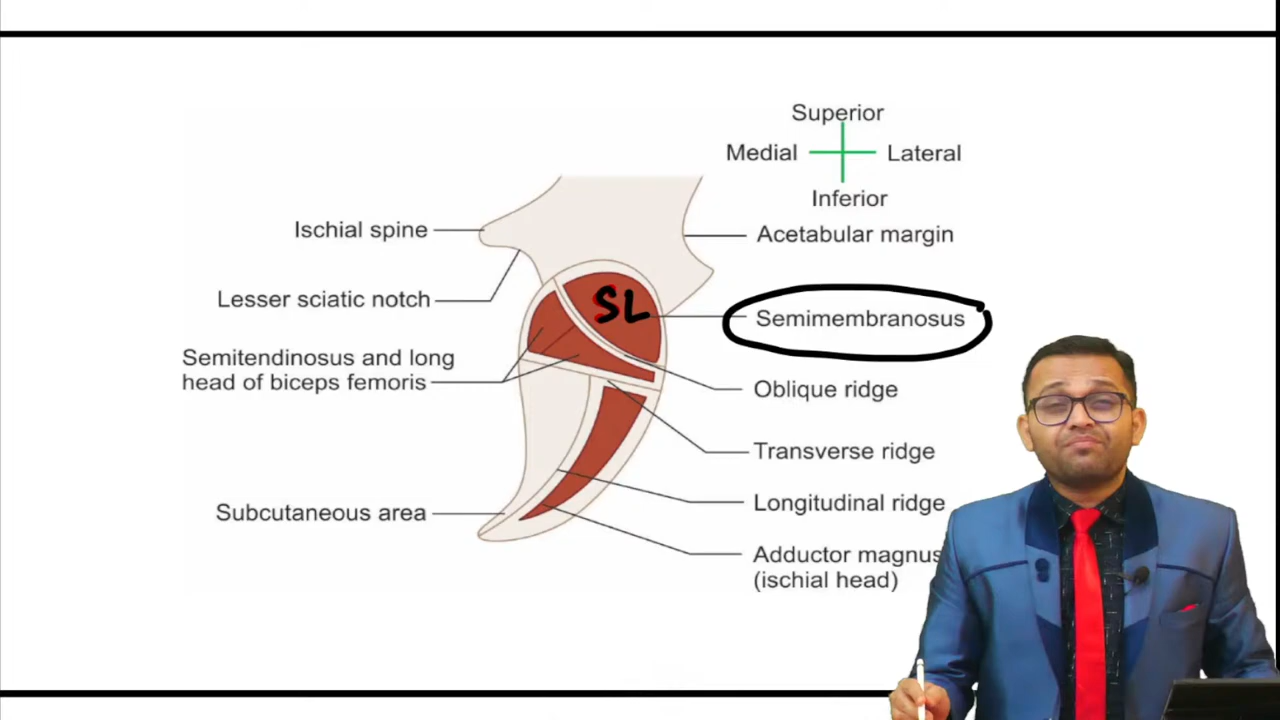 Superior
Medial
Lateral
Inferior
Ischial spine
Acetabular margin
Lesser sciatic notch
SL
Semimembranosus
Semitendinosus and long
head of biceps femoris
Oblique ridge
Transverse ridge
Longitudinal ridge
Subcutaneous area
Adductor magnus
(ischial head)